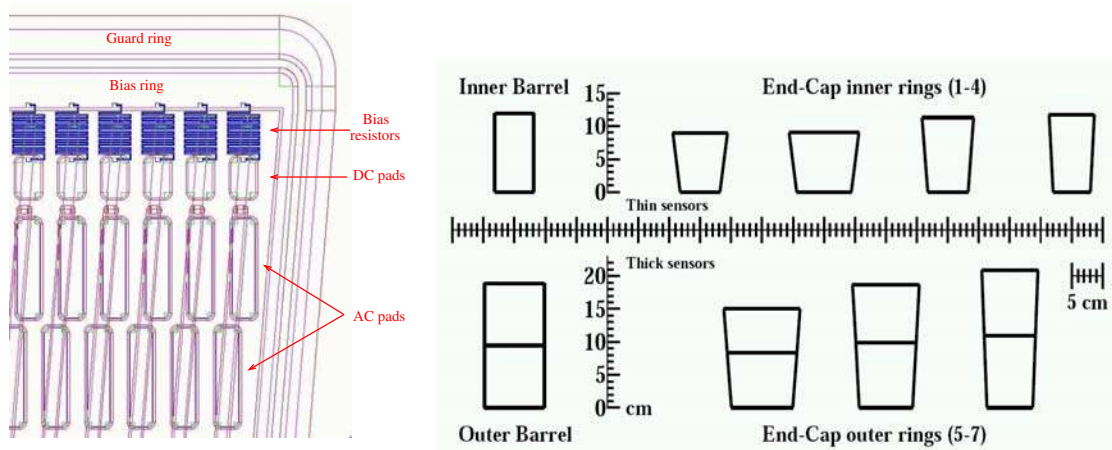 Guard ring
Bias ring
Bias
resistors
DC pads
AC pads
Inner Barrel
End-Cap inner rings (1-4)
15
10
5
0
Thin sensors
Thick sensors
20
15
10
5
0
cm
5 cm
Outer Barrel
End-Cap outer rings (5-7)